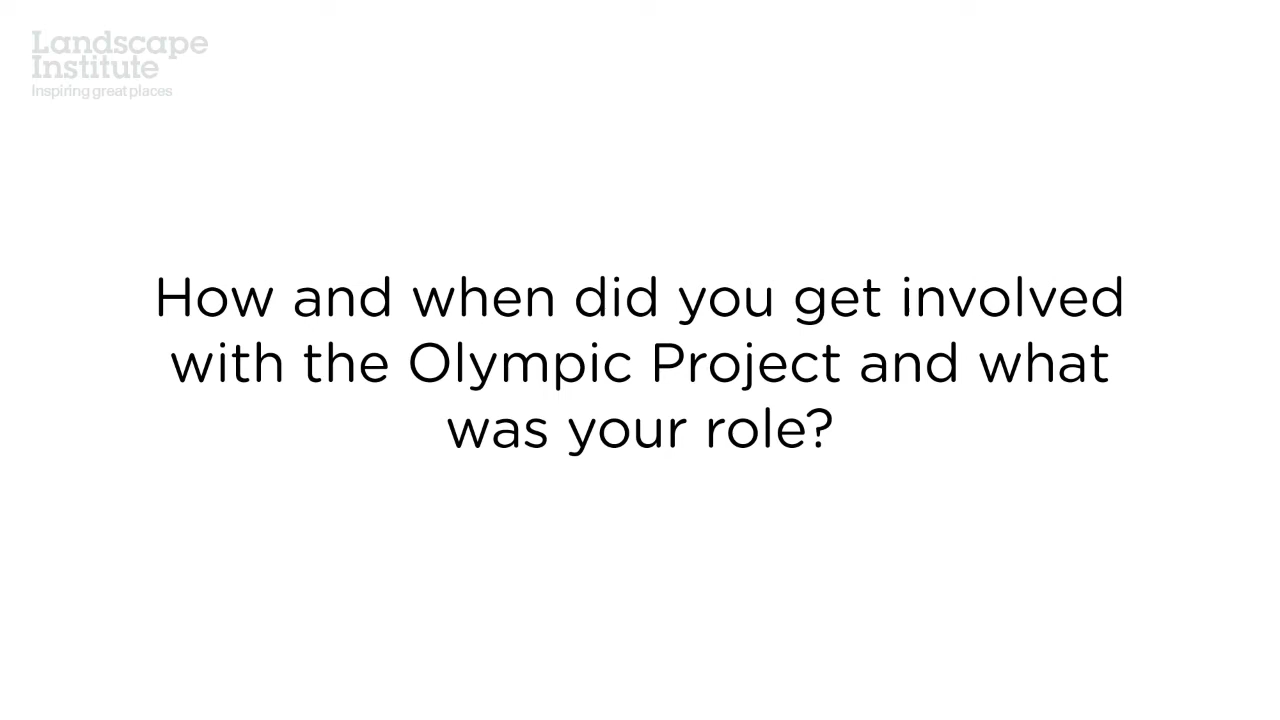 Landscape
Institute
Inspiring great places
How and when did you get involved
with the Olympic Project and what
was your role?